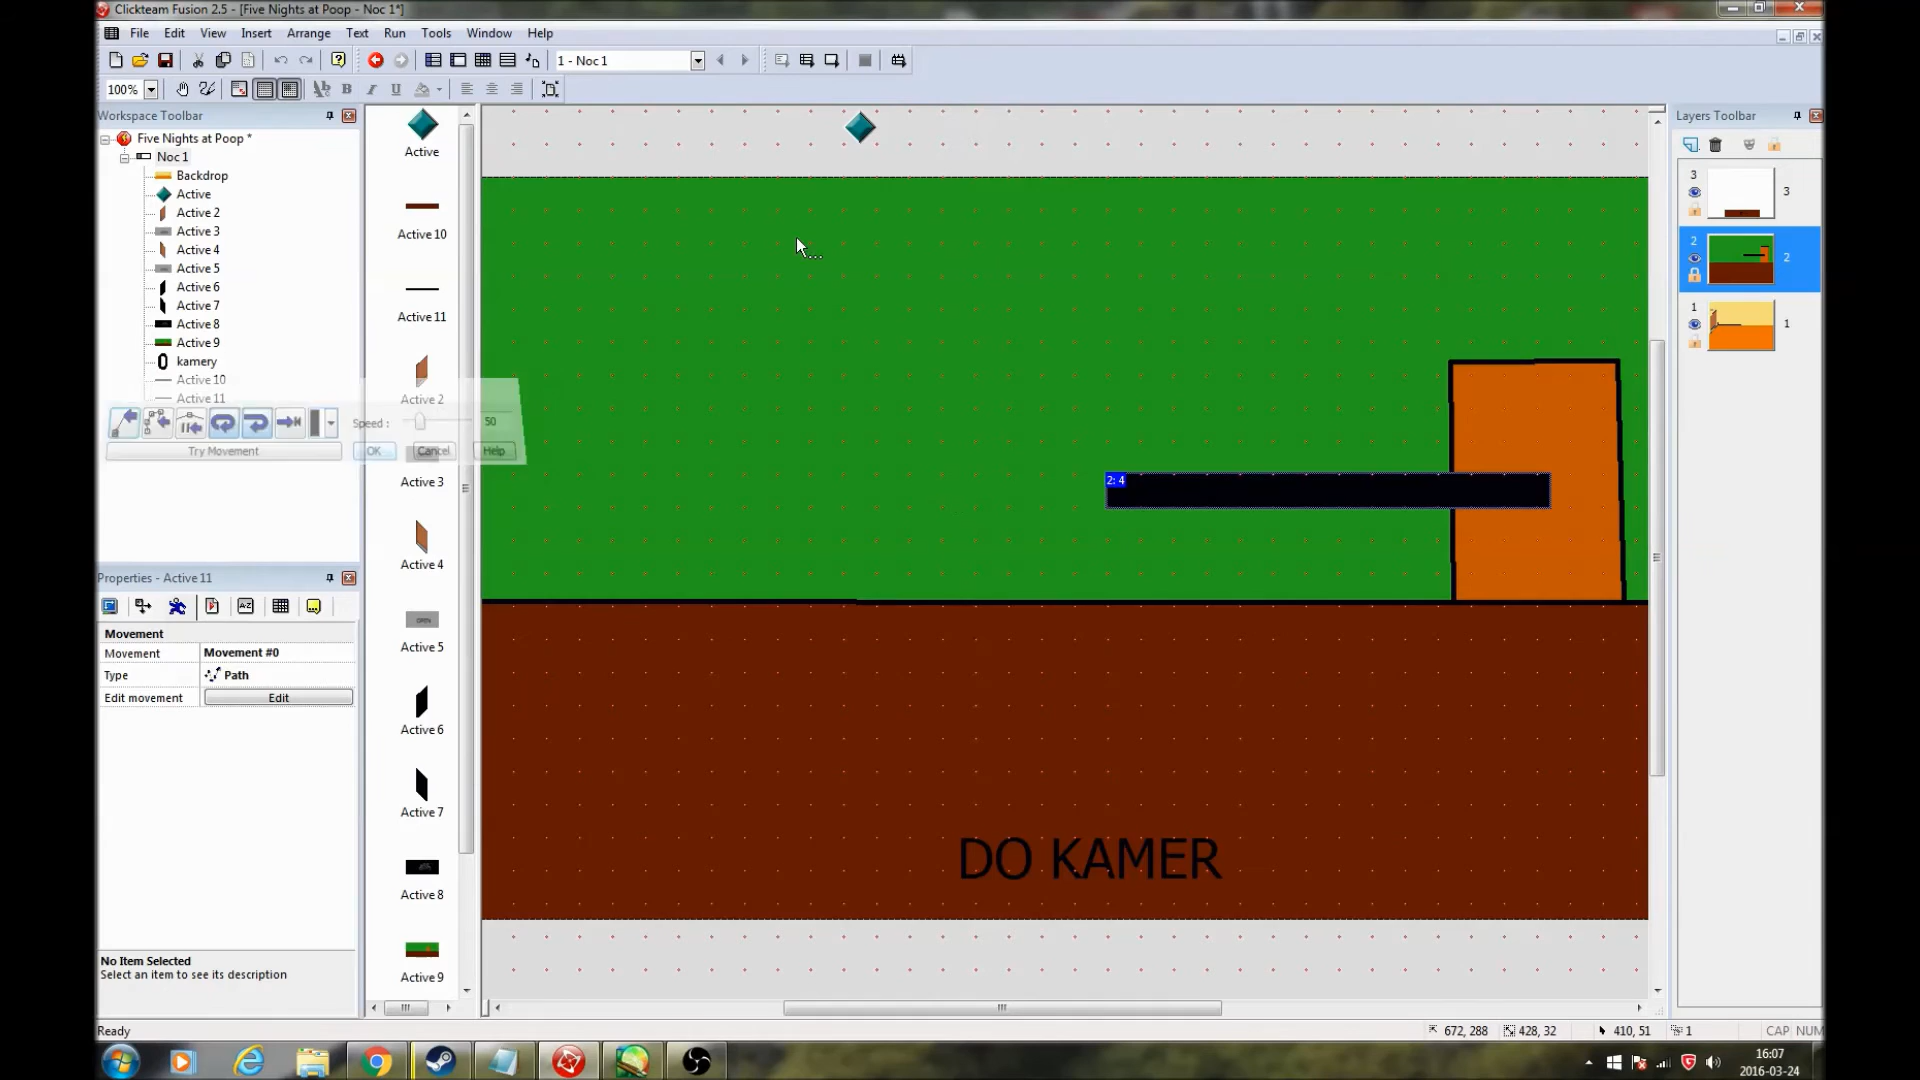 Clickteam Fusion 2.5 - [Five Nights at Poop - Noc 1*]
File Edit View Insert Arrange Text Run Tools Window Help
1 - Noc 1
100%
Workspace Toolbar
Five Nights at Poop *
Noc 1
Backdrop
Active
Active 2
Active 3
Active 4
Active 5
Active 6
Active 7
Active 8
Active 9
kamery
Active 10
Active 11
Speed :
50
Try Movement
OK
Cancel
Help
Properties - Active 11
Movement
Movement Movement #0
Type Path
Edit movement Edit
No Item Selected
Select an item to see its description
Active
Active 10
Active 11
Active 2
Active 3
Active 4
Active 5
OPEN
Active 6
Active 7
Active 8
Active 9
2: 4
DO KAMER
Layers Toolbar
3
3
2
2
1
1
Ready
672, 288
428, 32
410, 51
1
CAP NUM
16:07
2016-03-24